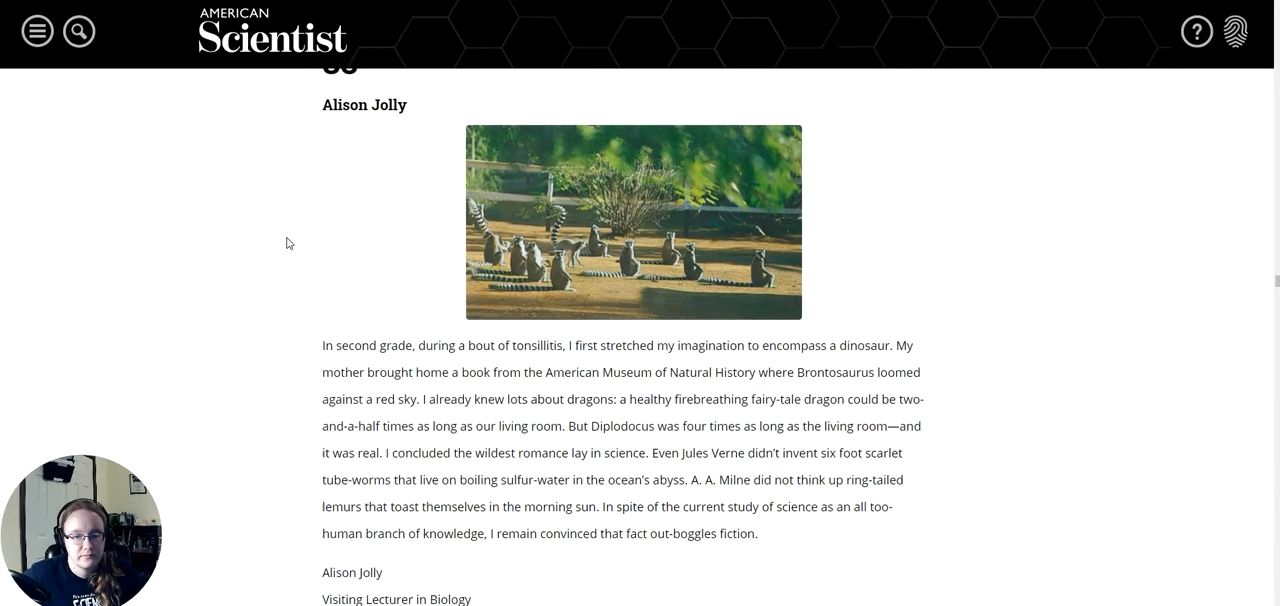 AMERICAN
Scientist
?
Alison Jolly
In second grade, during a bout of tonsillitis, I first stretched my imagination to encompass a dinosaur. My
mother brought home a book from the American Museum of Natural History where Brontosaurus loomed
against a red sky. I already knew lots about dragons: a healthy firebreathing fairy-tale dragon could be two-
and-a-half times as long as our living room. But Diplodocus was four times as long as the living room—and
it was real. I concluded the wildest romance lay in science. Even Jules Verne didn’t invent six foot scarlet
tube-worms that live on boiling sulfur-water in the ocean’s abyss. A. A. Milne did not think up ring-tailed
lemurs that toast themselves in the morning sun. In spite of the current study of science as an all too-
human branch of knowledge, I remain convinced that fact out-boggles fiction.
Alison Jolly
Visiting Lecturer in Biology